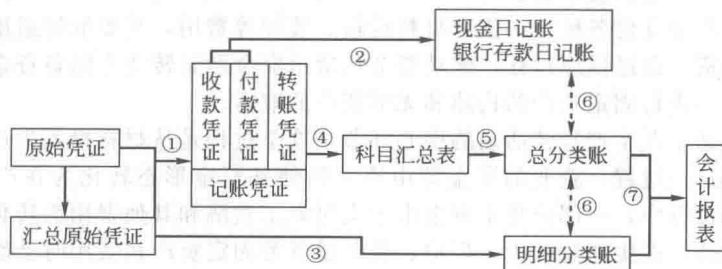 ②
现金日记账
银行存款日记账
收款凭证
付款凭证
转账凭证
⑥
原始凭证
①
④
科目汇总表
⑤
总分类账
记账凭证
⑥
⑦
会计报表
汇总原始凭证
③
明细分类账